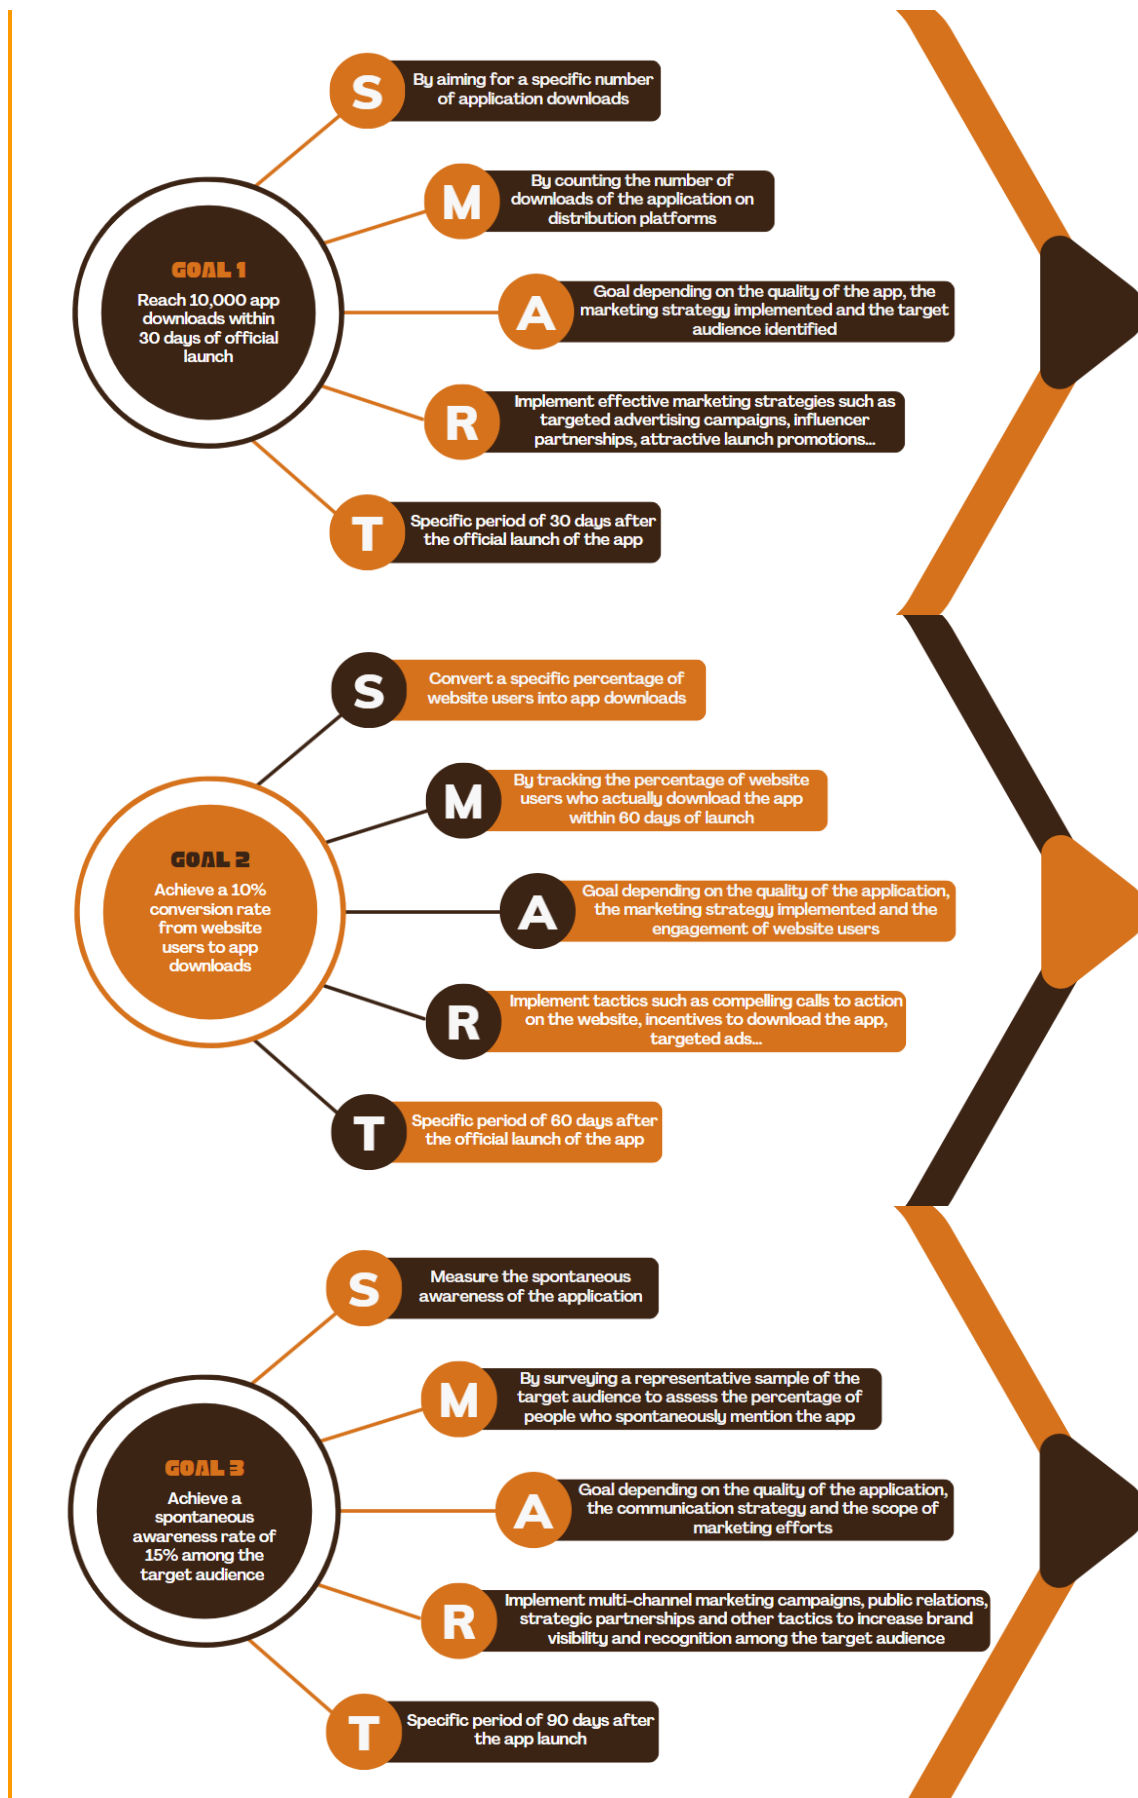 S
By aiming for a specific number
of application downloads
M
By counting the number of
downloads of the application on
distribution platforms
GOAL 1
Reach 10,000 app
downloads within
30 days of official
launch
A
Goal depending on the quality of the app, the
marketing strategy implemented and the target
audience identified
R
Implement effective marketing strategies such as
targeted advertising campaigns, influencer
partnerships, attractive launch promotions...
T
Specific period of 30 days after
the official launch of the app
S
Convert a specific percentage of
website users into app downloads
M
By tracking the percentage of website
users who actually download the app
within 60 days of launch
GOAL 2
Achieve a 10%
conversion rate
from website
users to app
downloads
A
Goal depending on the quality of the application,
the marketing strategy implemented and the
engagement of website users
R
Implement tactics such as compelling calls to action
on the website, incentives to download the app,
targeted ads...
T
Specific period of 60 days after
the official launch of the app
S
Measure the spontaneous
awareness of the application
M
By surveying a representative sample of the
target audience to assess the percentage of
people who spontaneously mention the app
GOAL 3
Achieve a
spontaneous
awareness rate of
15% among the
target audience
A
Goal depending on the quality of the application,
the communication strategy and the scope of
marketing efforts
R
Implement multi-channel marketing campaigns, public relations,
strategic partnerships and other tactics to increase brand
visibility and recognition among the target audience
T
Specific period of 90 days after
the app launch